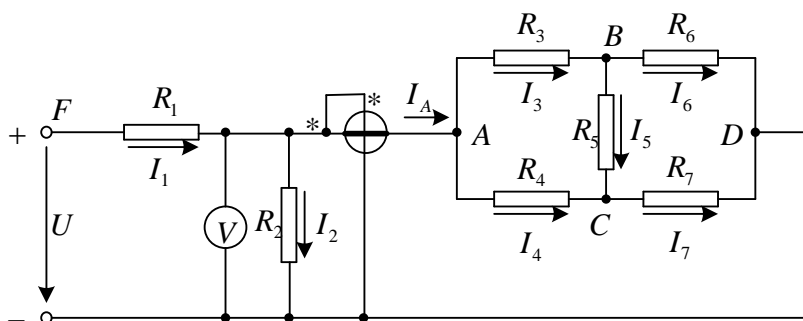 R3 B R6
I3 I6
F R1 * * IA
+ A R5 I5 D
I1 R4 R7
U V R2 I2 I4 C I7
−